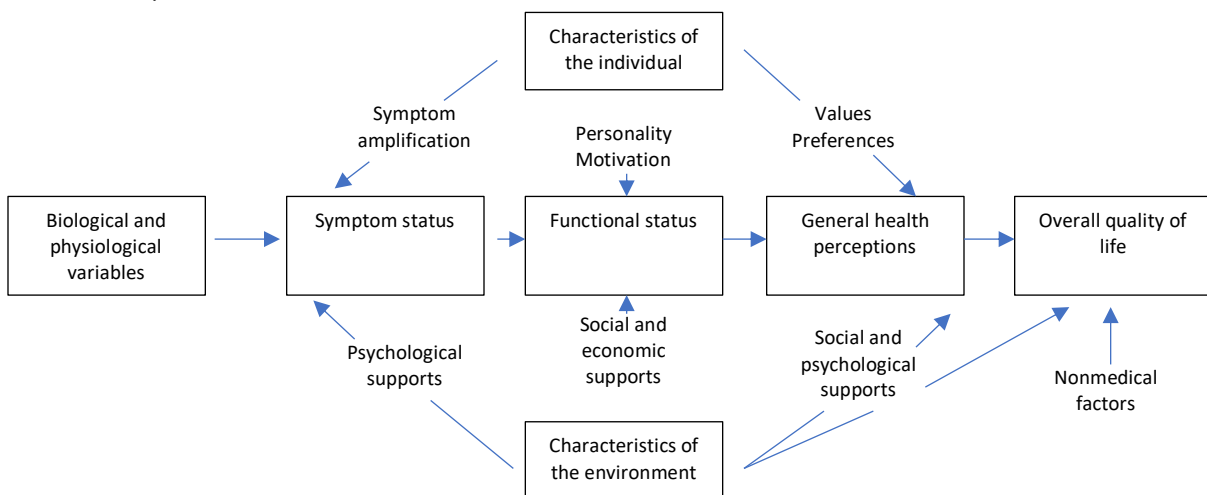 Characteristics of
the individual
Symptom
amplification
Personality
Motivation
Values
Preferences
Biological and
physiological
variables
Symptom status
Functional status
General health
perceptions
Overall quality of
life
Psychological
supports
Social and
economic
supports
Social and
psychological
supports
Nonmedical
factors
Characteristics of
the environment